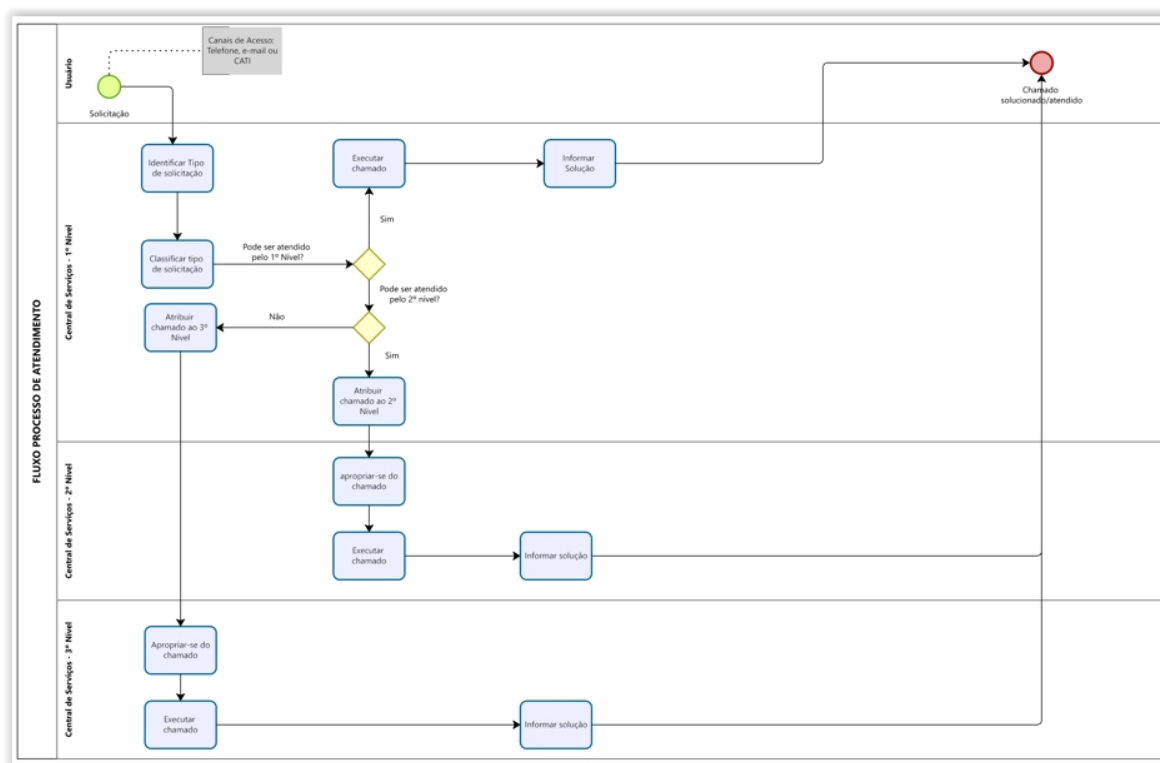 FLUXO PROCESSO DE ATENDIMENTO
Usuário
Canais de Acesso:
Telefone, e-mail ou
CATI
Solicitação
Chamado
solucionado/atendido
Central de Serviços - 1º Nível
Identificar Tipo
de solicitação
Executar
chamado
Informar
Solução
Sim
Classificar tipo
de solicitação
Pode ser atendido
pelo 1º Nível?
Pode ser atendido
pelo 2º nível?
Atribuir
chamado ao 3º
Nível
Não
Sim
Atribuir
chamado ao 2º
Nível
Central de Serviços - 2º Nível
apropriar-se do
chamado
Executar
chamado
Informar solução
Central de Serviços - 3º Nível
Apropriar-se do
chamado
Executar
chamado
Informar solução